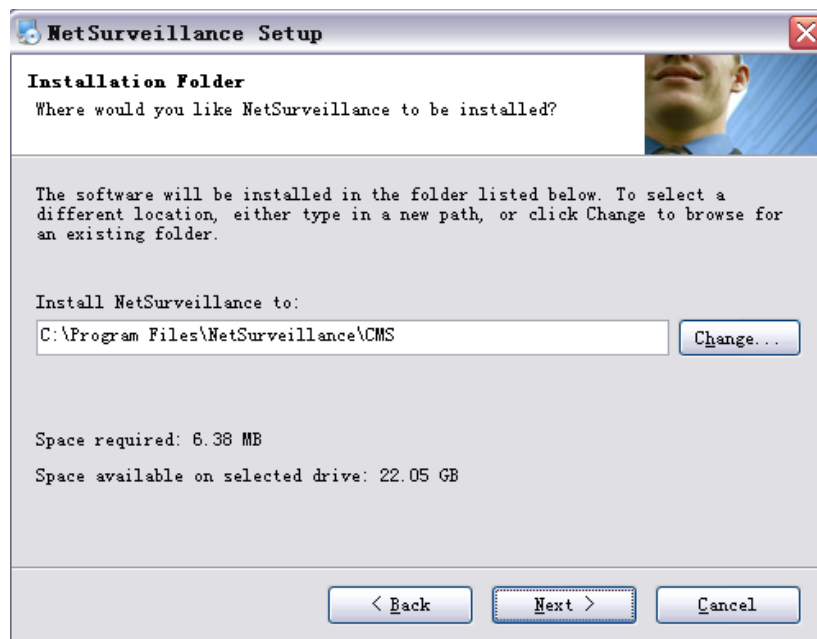 NetSurveillance Setup
Installation Folder
Where would you like NetSurveillance to be installed?
The software will be installed in the folder listed below. To select a
different location, either type in a new path, or click Change to browse for
an existing folder.
Install NetSurveillance to:
C:\Program Files\NetSurveillance\CMS
Change...
Space required: 6.38 MB
Space available on selected drive: 22.05 GB
< Back
Next >
Cancel